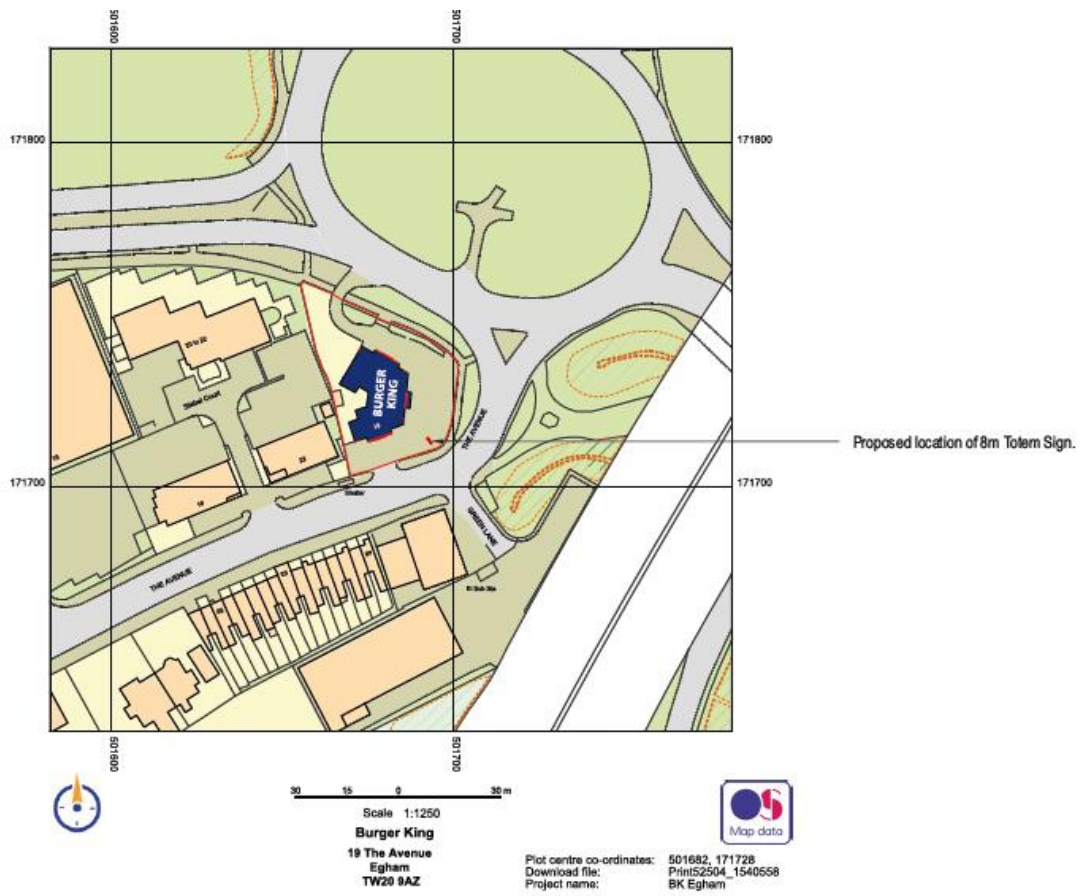 501600
501700
171800
171800
BURGER
KING
THE AVENUE
Proposed location of 8m Totem Sign.
171700
171700
Shelter
GREEN LANE
THE AVENUE
El Sub Sta
501600
501700
30 15 0 30 m
Scale 1:1250
Burger King
19 The Avenue
Egham
TW20 9AZ
OS
Map data
Plot centre co-ordinates: 501682, 171728
Download file: Print52504_1540558
Project name: BK Egham